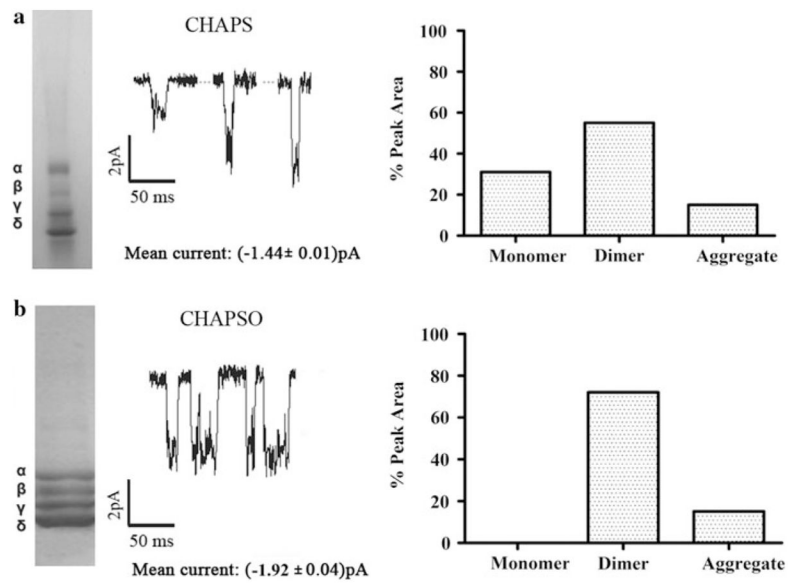 a
CHAPS
α
β
γ
δ
2pA
50 ms
Mean current: (-1.44± 0.01)pA
% Peak Area
100
80
60
40
20
0
Monomer
Dimer
Aggregate
b
CHAPSO
α
β
γ
δ
2pA
50 ms
Mean current: (-1.92 ± 0.04)pA
% Peak Area
100
80
60
40
20
0
Monomer
Dimer
Aggregate